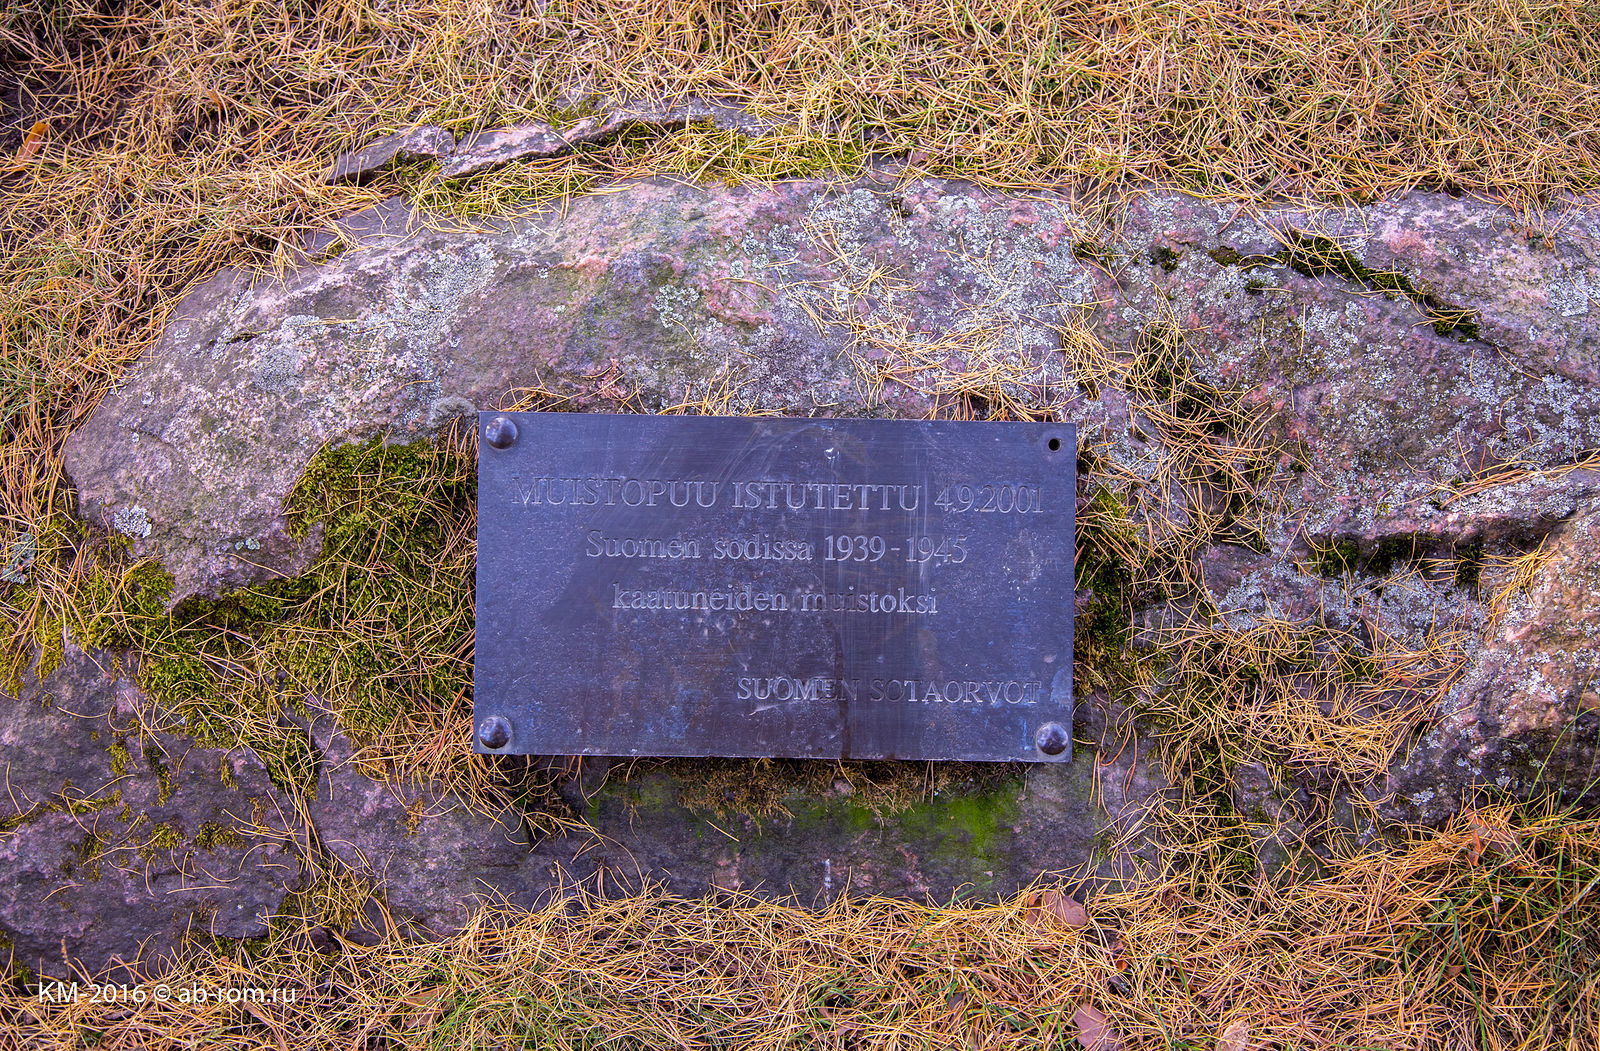 MUISTOPUU ISTUTETTU 4.9.2001
Suomen sodissa 1939-1945
kaatuneiden muistoksi
SUOMEN SOTAORVOT
KM-2016 © ab-rom.ru